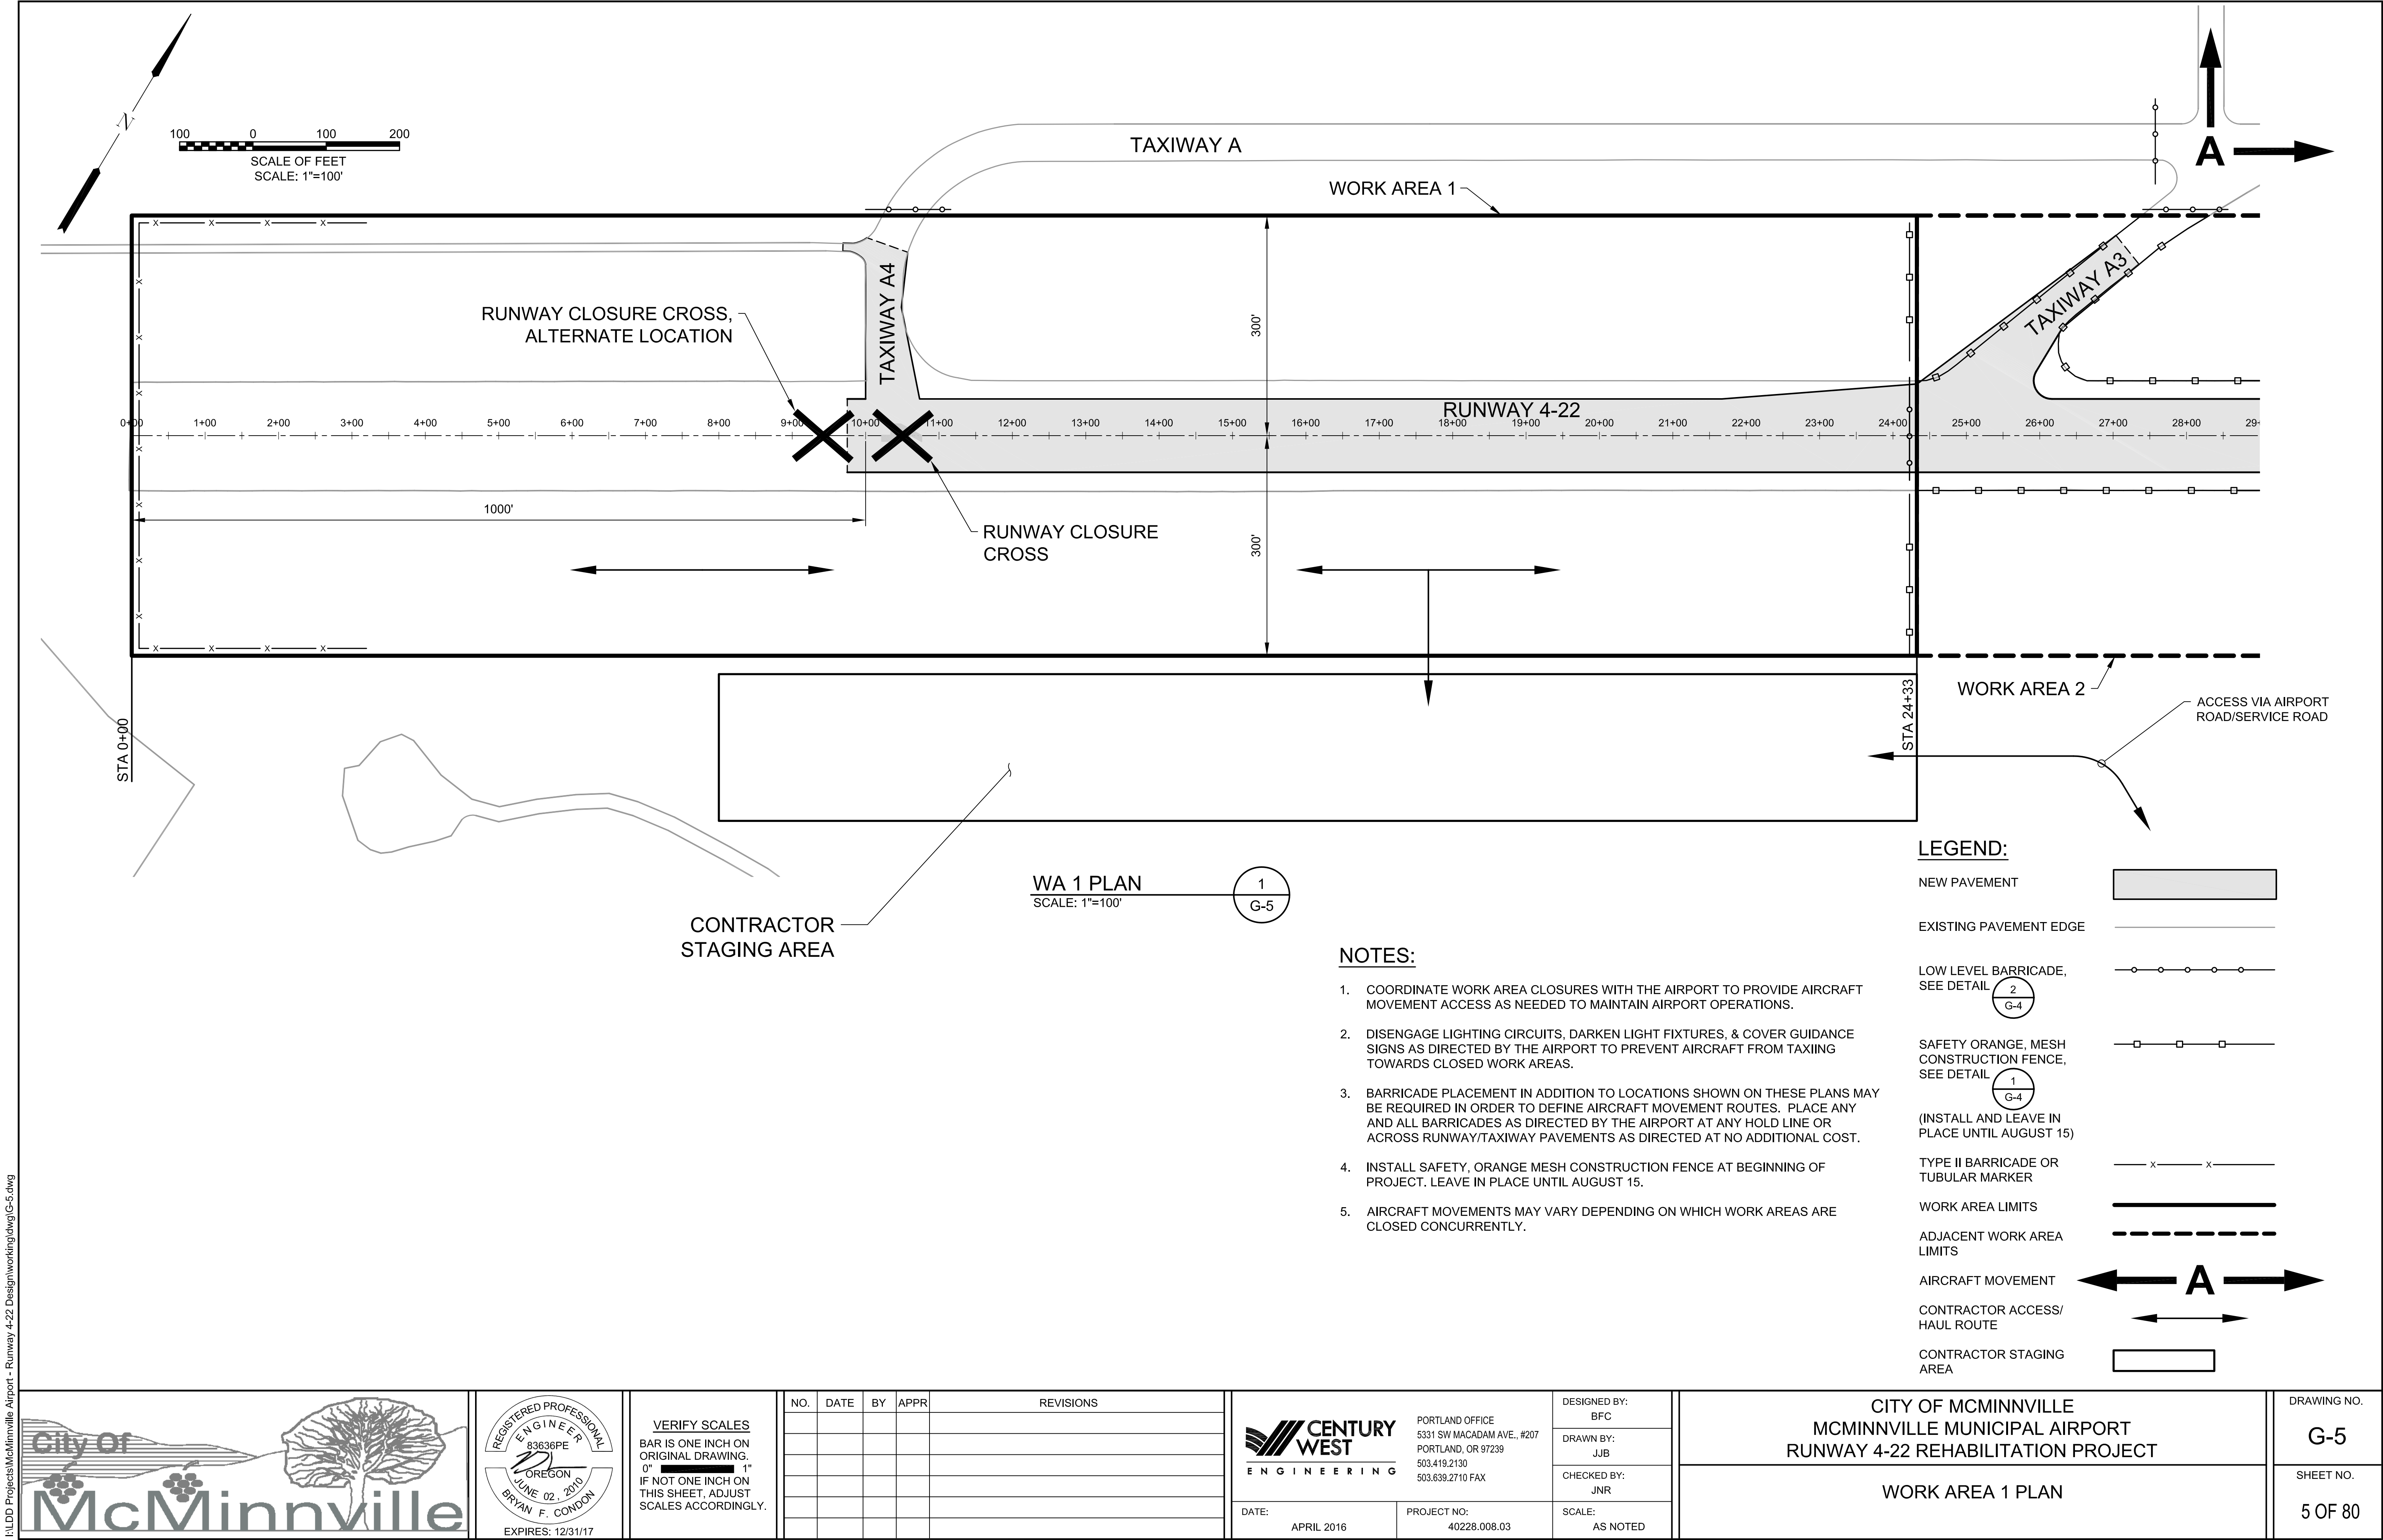 N
100 0 100 200
SCALE OF FEET
SCALE: 1"=100'
TAXIWAY A
A
WORK AREA 1
TAXIWAY A4
TAXIWAY A3
RUNWAY CLOSURE CROSS,
ALTERNATE LOCATION
300'
RUNWAY 4-22
0+00 1+00 2+00 3+00 4+00 5+00 6+00 7+00 8+00 9+00 10+00 11+00 12+00 13+00 14+00 15+00 16+00 17+00 18+00 19+00 20+00 21+00 22+00 23+00 24+00 25+00 26+00 27+00 28+00 29+
1000'
RUNWAY CLOSURE
CROSS
300'
X X X X
X X X X X X X
X X X X
STA 0+00
STA 24+33
WORK AREA 2
ACCESS VIA AIRPORT
ROAD/SERVICE ROAD
CONTRACTOR
STAGING AREA
WA 1 PLAN
SCALE: 1"=100'
1
G-5
NOTES:
1. COORDINATE WORK AREA CLOSURES WITH THE AIRPORT TO PROVIDE AIRCRAFT
MOVEMENT ACCESS AS NEEDED TO MAINTAIN AIRPORT OPERATIONS.
2. DISENGAGE LIGHTING CIRCUITS, DARKEN LIGHT FIXTURES, & COVER GUIDANCE
SIGNS AS DIRECTED BY THE AIRPORT TO PREVENT AIRCRAFT FROM TAXIING
TOWARDS CLOSED WORK AREAS.
3. BARRICADE PLACEMENT IN ADDITION TO LOCATIONS SHOWN ON THESE PLANS MAY
BE REQUIRED IN ORDER TO DEFINE AIRCRAFT MOVEMENT ROUTES. PLACE ANY
AND ALL BARRICADES AS DIRECTED BY THE AIRPORT AT ANY HOLD LINE OR
ACROSS RUNWAY/TAXIWAY PAVEMENTS AS DIRECTED AT NO ADDITIONAL COST.
4. INSTALL SAFETY, ORANGE MESH CONSTRUCTION FENCE AT BEGINNING OF
PROJECT. LEAVE IN PLACE UNTIL AUGUST 15.
5. AIRCRAFT MOVEMENTS MAY VARY DEPENDING ON WHICH WORK AREAS ARE
CLOSED CONCURRENTLY.
LEGEND:
NEW PAVEMENT
EXISTING PAVEMENT EDGE
LOW LEVEL BARRICADE,
SEE DETAIL
2
G-4
SAFETY ORANGE, MESH
CONSTRUCTION FENCE,
SEE DETAIL
1
G-4
(INSTALL AND LEAVE IN
PLACE UNTIL AUGUST 15)
TYPE II BARRICADE OR
TUBULAR MARKER
X X
WORK AREA LIMITS
ADJACENT WORK AREA
LIMITS
AIRCRAFT MOVEMENT
A
CONTRACTOR ACCESS/
HAUL ROUTE
CONTRACTOR STAGING
AREA
I:\LDD Projects\McMinnville Airport - Runway 4-22 Design\working\dwg\G-5.dwg
City Of
McMinnville
REGISTERED PROFESSIONAL
ENGINEER
83636PE
OREGON
JUNE 02, 2010
BRYAN F. CONDON
EXPIRES: 12/31/17
VERIFY SCALES
BAR IS ONE INCH ON
ORIGINAL DRAWING.
0" 1"
IF NOT ONE INCH ON
THIS SHEET, ADJUST
SCALES ACCORDINGLY.
NO. DATE BY APPR REVISIONS
CENTURY
WEST
ENGINEERING
PORTLAND OFFICE
5331 SW MACADAM AVE., #207
PORTLAND, OR 97239
503.419.2130
503.639.2710 FAX
DATE:
APRIL 2016
PROJECT NO:
40228.008.03
DESIGNED BY:
BFC
DRAWN BY:
JJB
CHECKED BY:
JNR
SCALE:
AS NOTED
CITY OF MCMINNVILLE
MCMINNVILLE MUNICIPAL AIRPORT
RUNWAY 4-22 REHABILITATION PROJECT
WORK AREA 1 PLAN
DRAWING NO.
G-5
SHEET NO.
5 OF 80